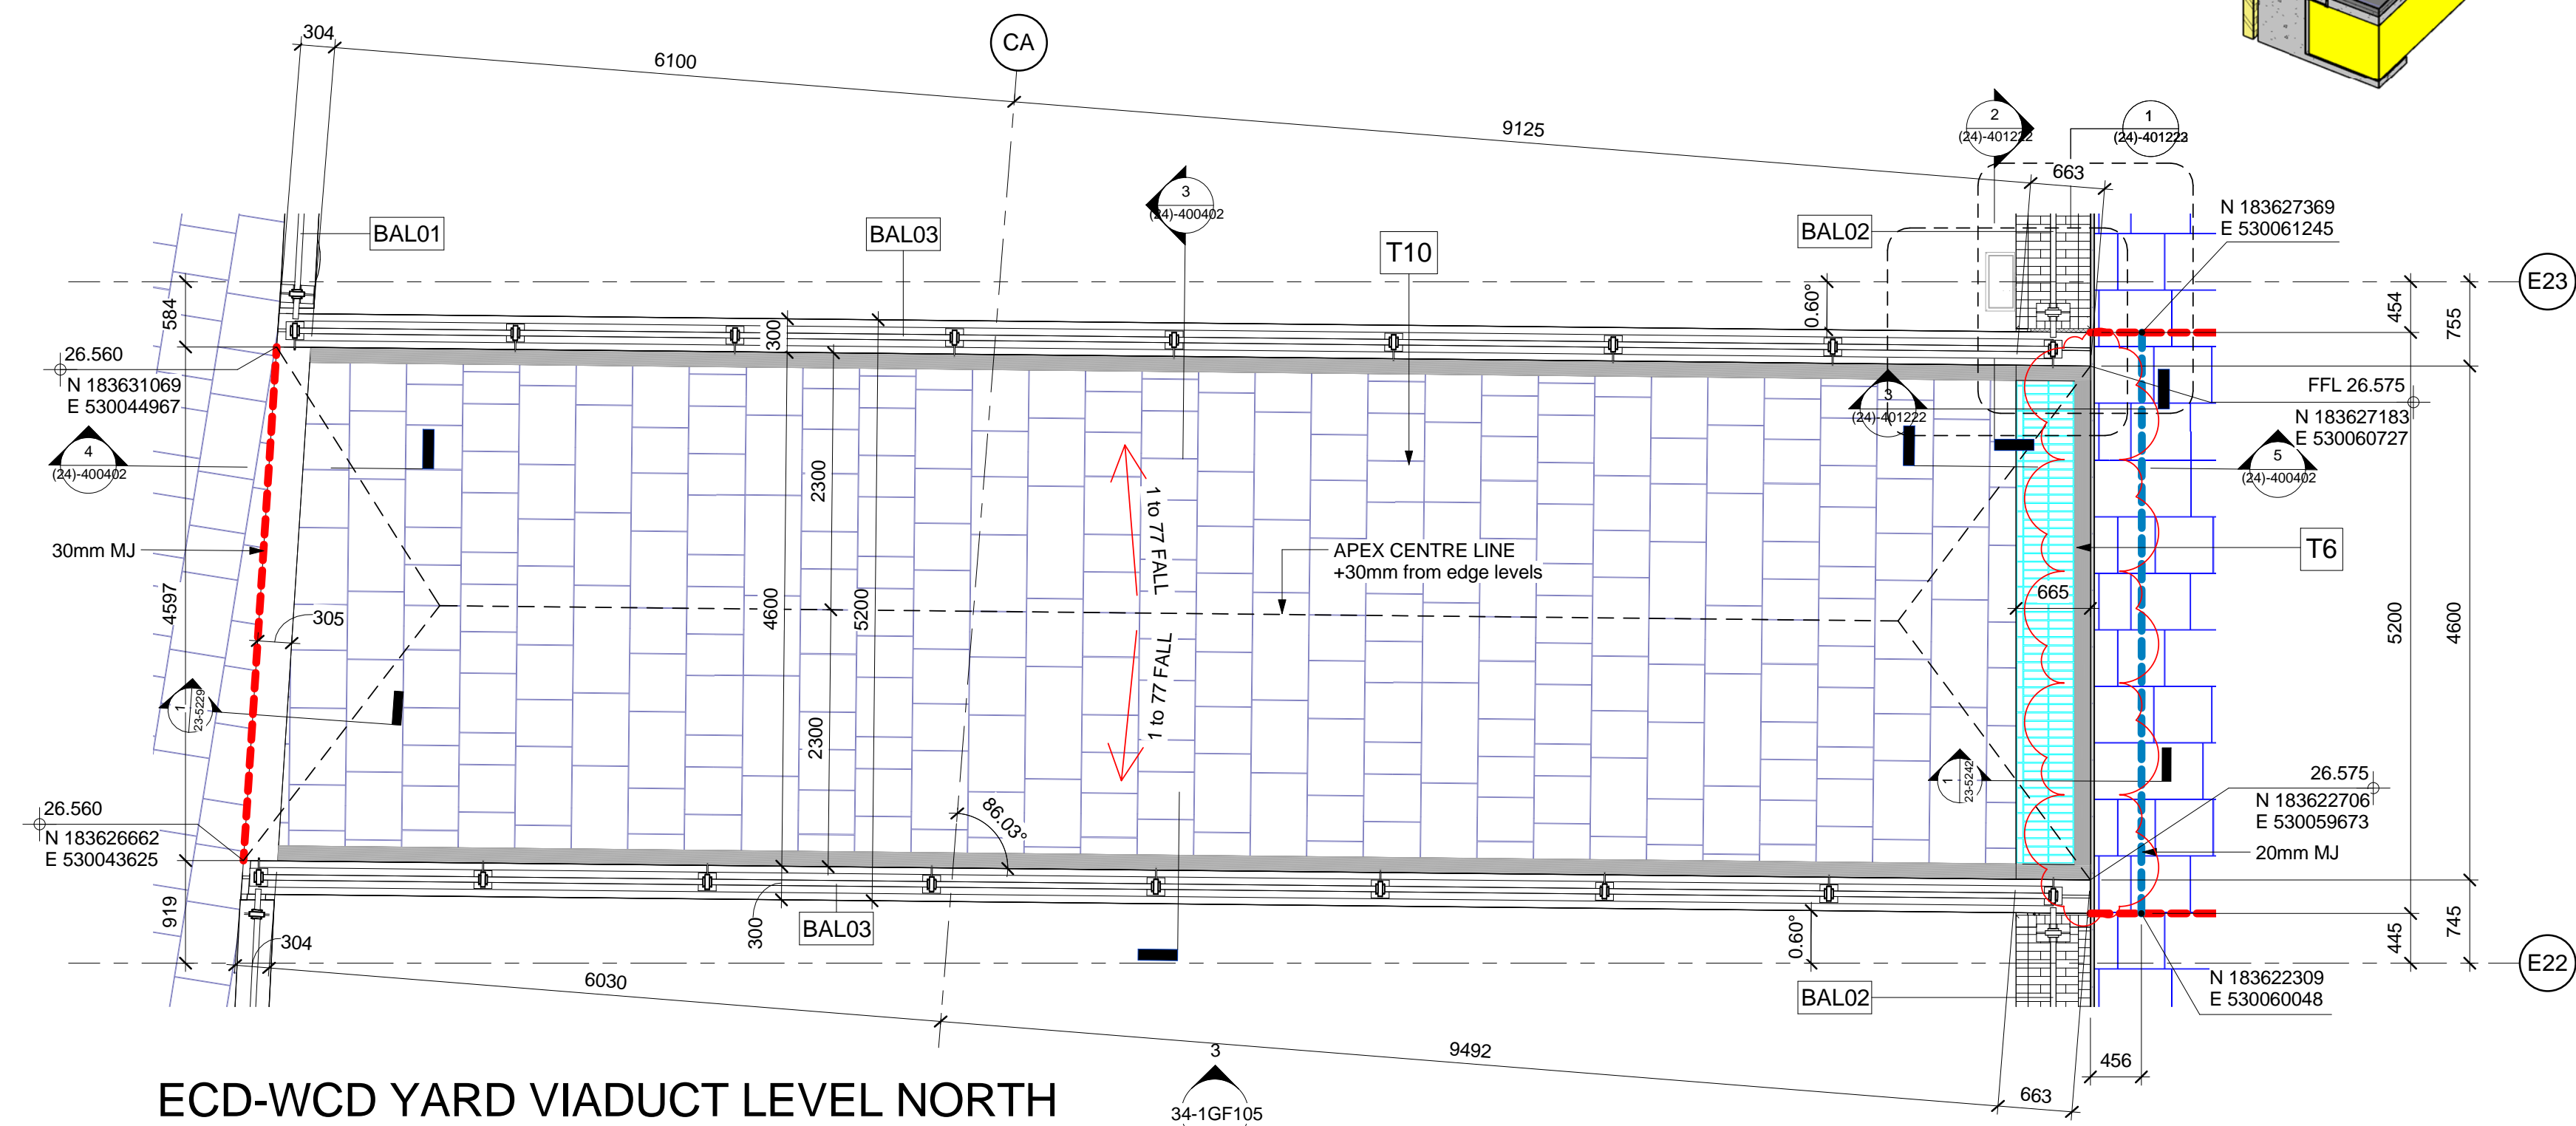 304
6100
CA
9125
2
(24)-401222
1
663
3
(24)-400402
BAL01
BAL03
T10
BAL02
N 183627369
E 530061245
E23
584
300
0.60°
454
755
26.560
N 183631069
E 530044967
FFL 26.575
N 183627183
E 530060727
3
(24)-401222
4
(24)-400402
5
(24)-400402
2300
1 to 77 FALL
30mm MJ
APEX CENTRE LINE
+30mm from edge levels
T6
4597
305
4600
5200
665
5200
4600
1
23-5229
1 to 77 FALL
2300
1
23-5242
86.03°
26.560
N 183626662
E 530043625
26.575
N 183622706
E 530059673
20mm MJ
919
304
300
BAL03
0.60°
445
745
E22
6030
BAL02
N 183622309
E 530060048
9492
456
663
ECD-WCD YARD VIADUCT LEVEL NORTH
3
34-1GF105